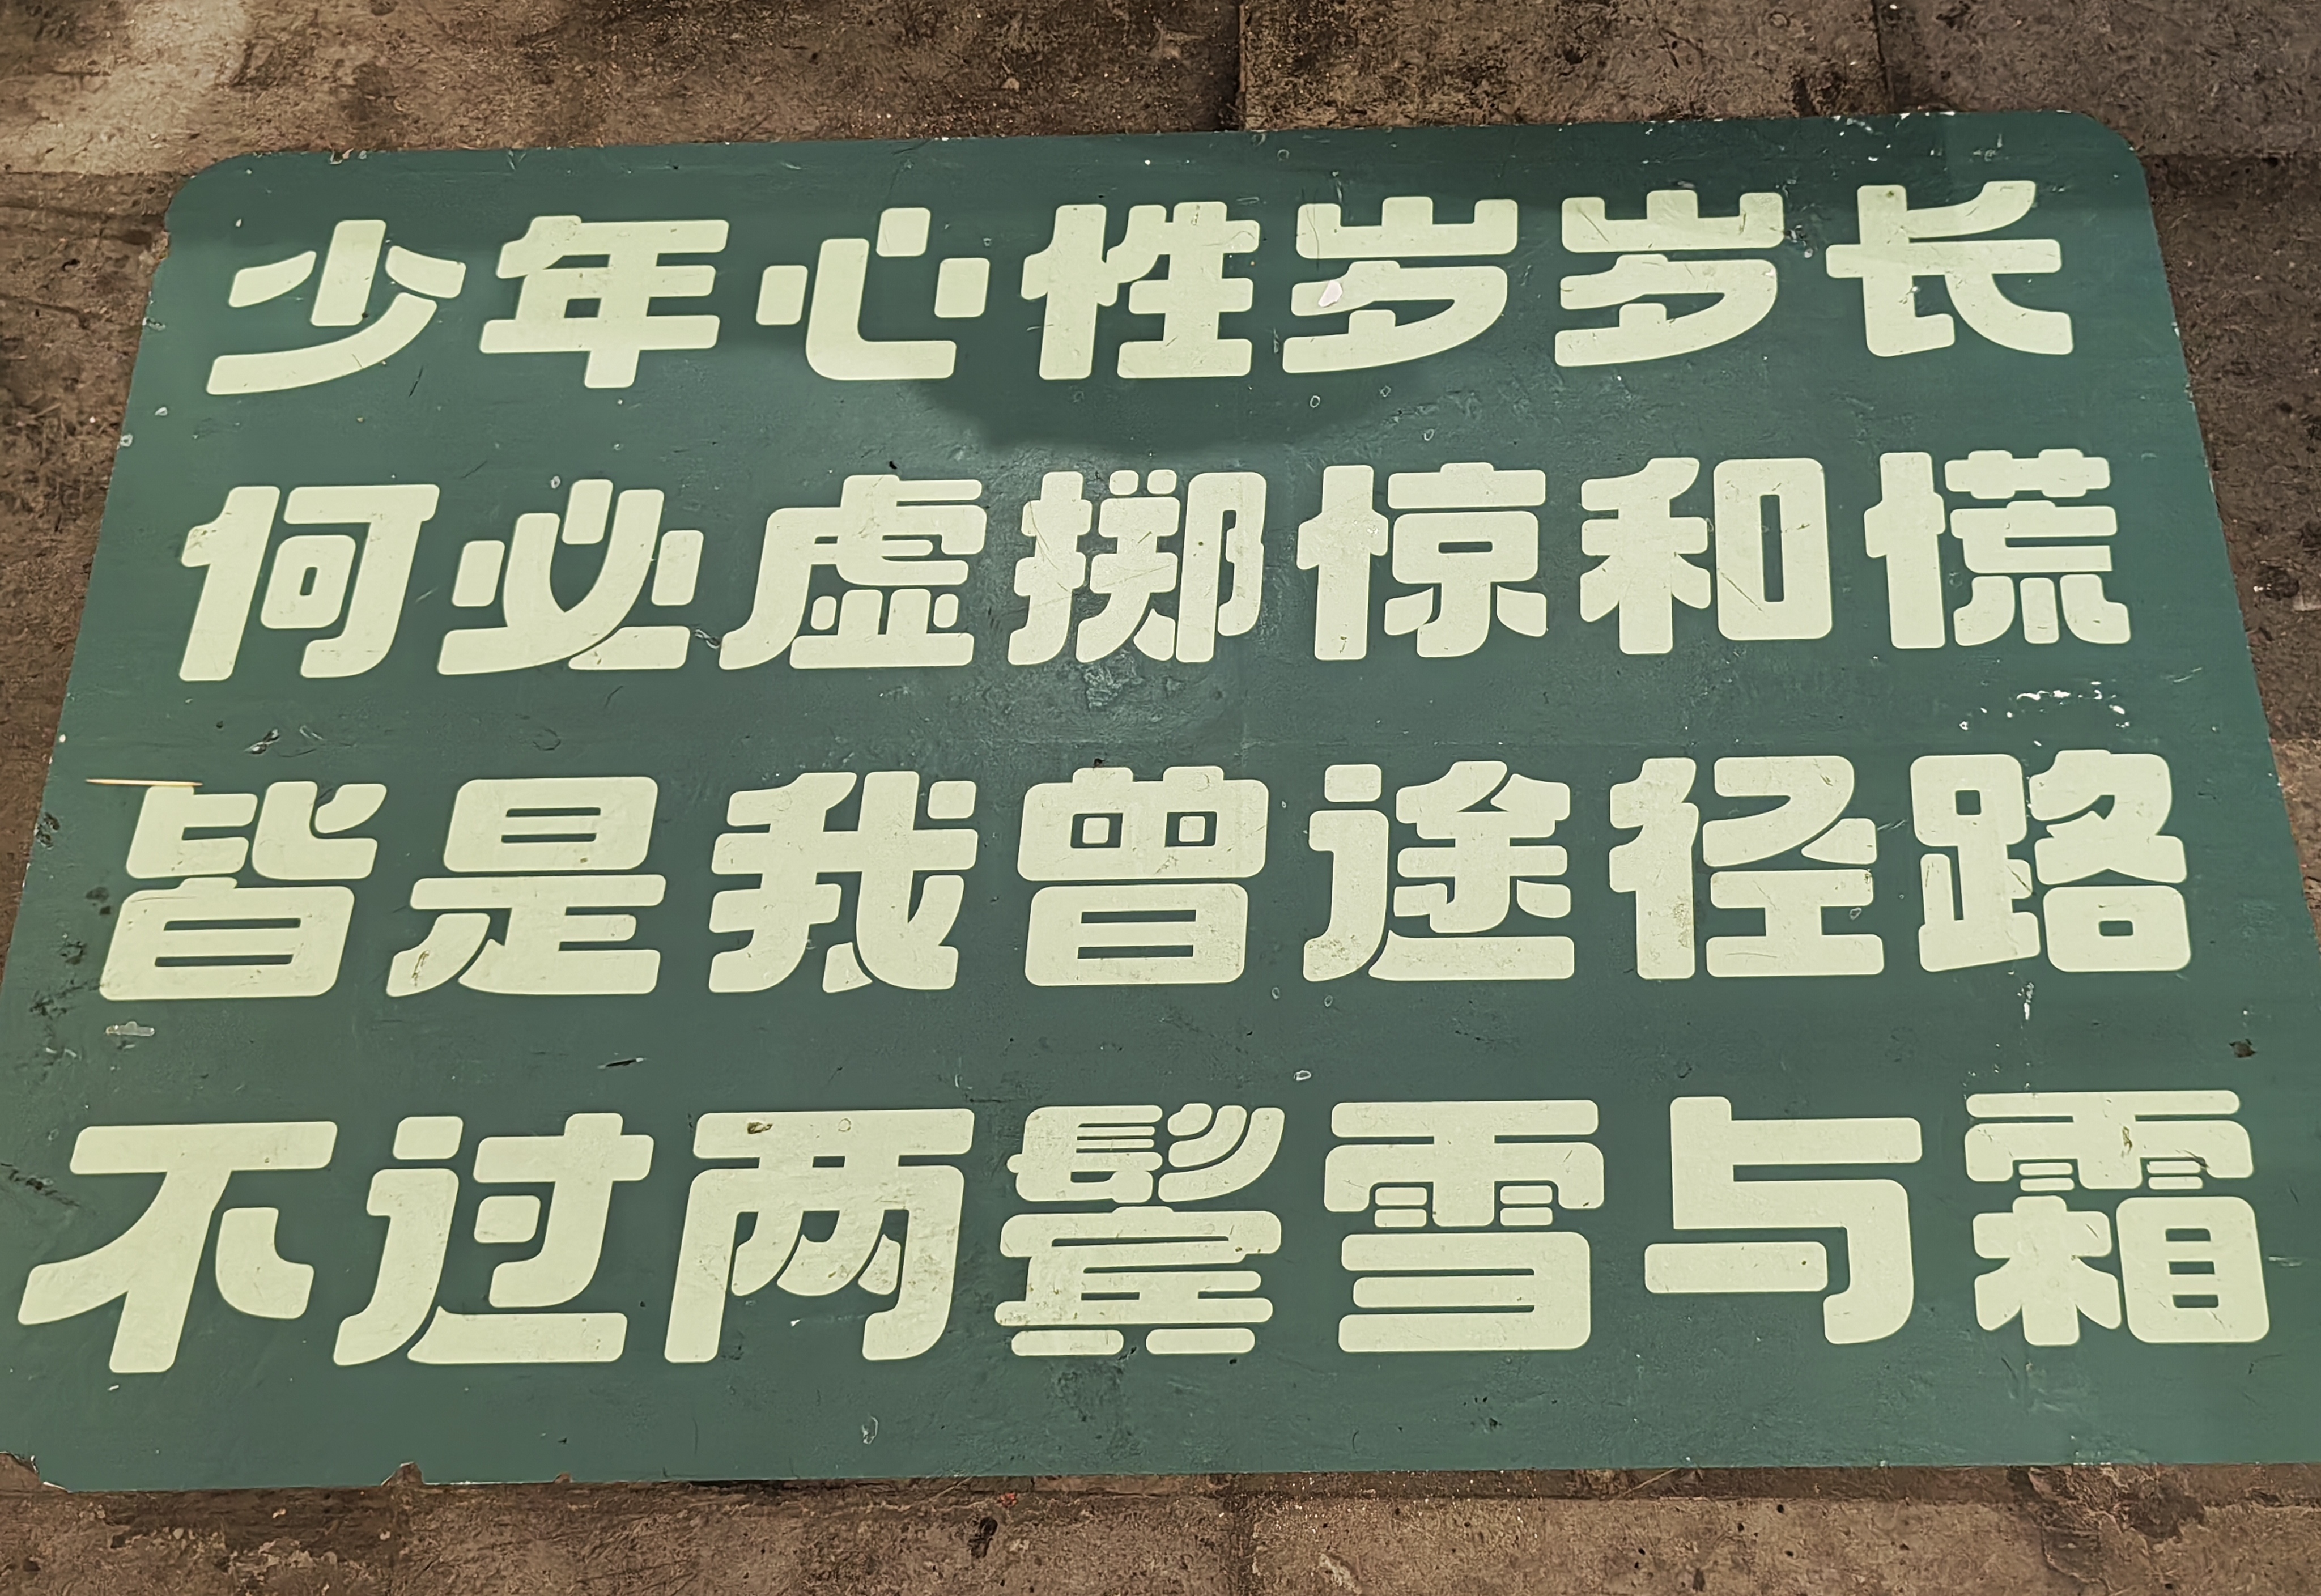 少年心性岁岁长
何必虚掷惊和慌
皆是我曾途径路
不过两鬓雪与霜